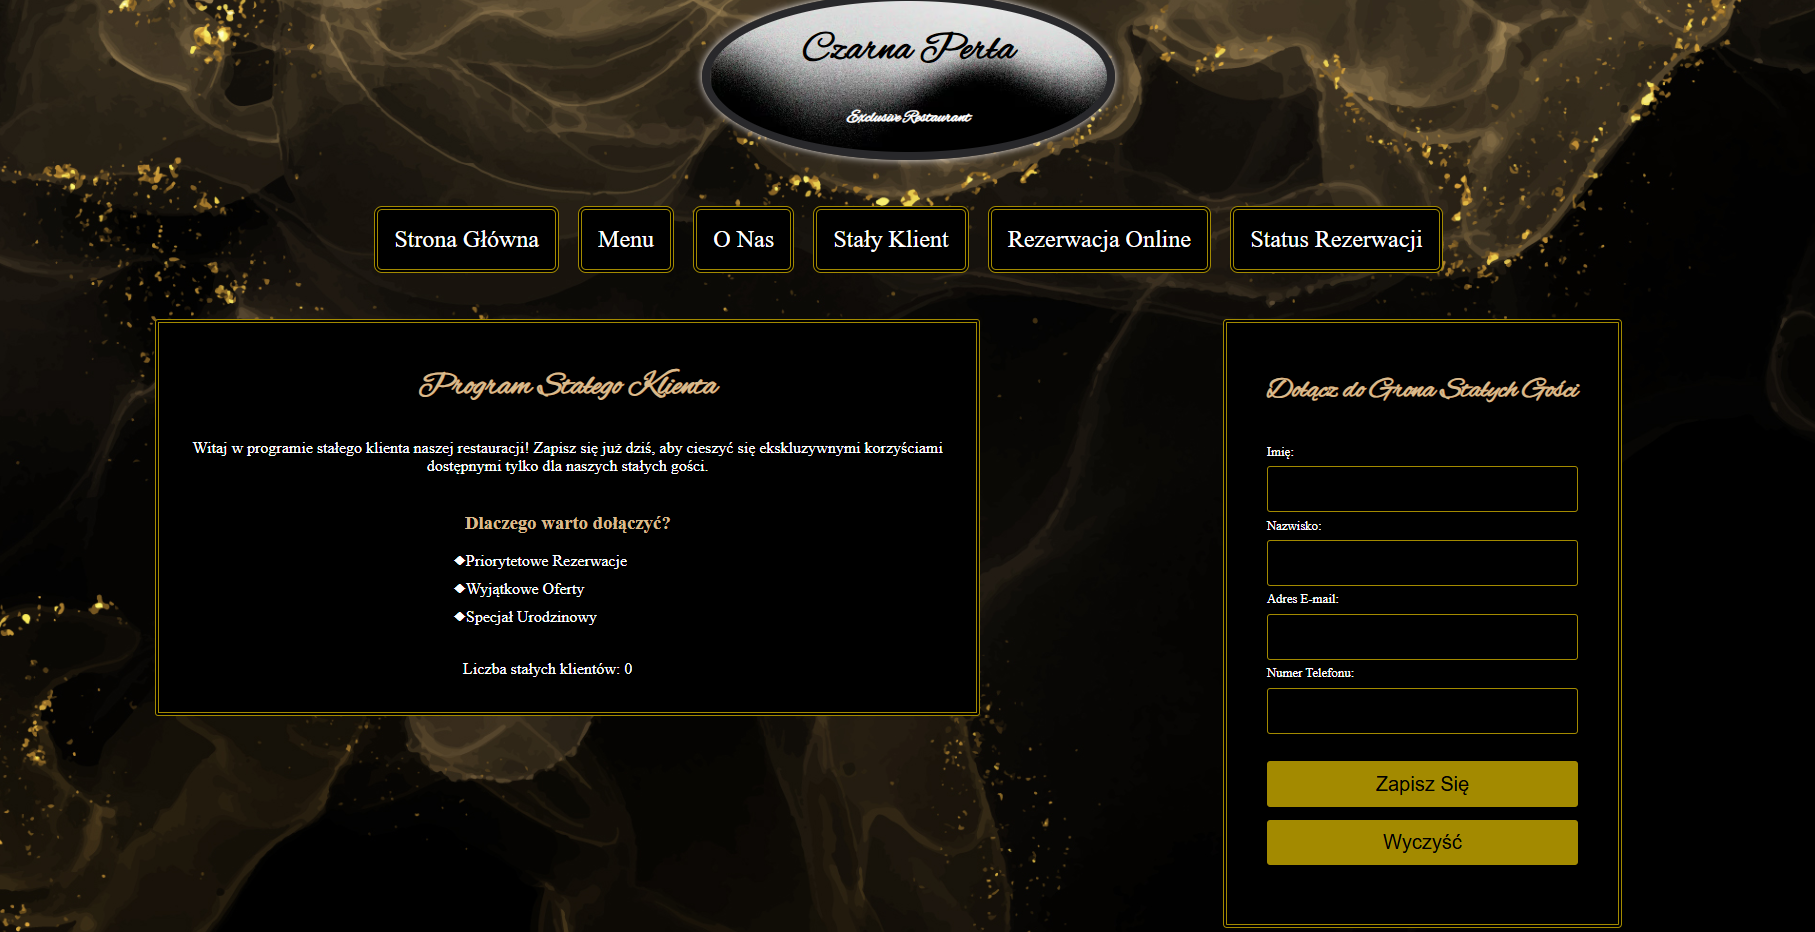 Czarna Perła
Exclusive Restaurant
Strona Główna
Menu
O Nas
Stały Klient
Rezerwacja Online
Status Rezerwacji
Program Stałego Klienta
Witaj w programie stałego klienta naszej restauracji! Zapisz się już dziś, aby cieszyć się ekskluzywnymi korzyściami
dostępnymi tylko dla naszych stałych gości.
Dlaczego warto dołączyć?
❖Priorytetowe Rezerwacje
❖Wyjątkowe Oferty
❖Specjał Urodzinowy
Liczba stałych klientów: 0
Dołącz do Grona Stałych Gości
Imię:
Nazwisko:
Adres E-mail:
Numer Telefonu:
Zapisz Się
Wyczyść